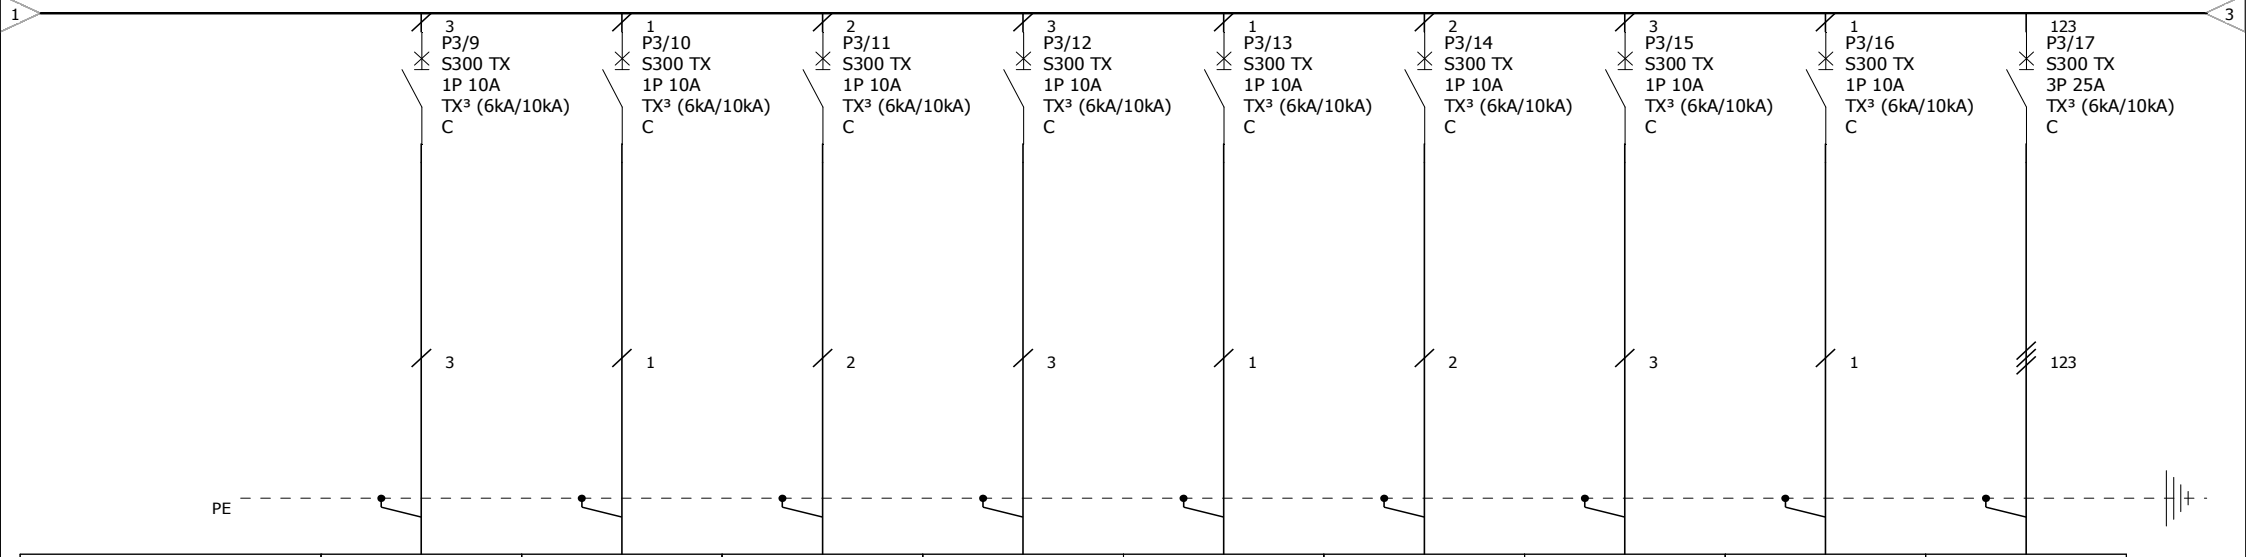 1
3
3
P3/9
S300 TX
1P 10A
TX³ (6kA/10kA)
C
1
P3/10
S300 TX
1P 10A
TX³ (6kA/10kA)
C
2
P3/11
S300 TX
1P 10A
TX³ (6kA/10kA)
C
3
P3/12
S300 TX
1P 10A
TX³ (6kA/10kA)
C
1
P3/13
S300 TX
1P 10A
TX³ (6kA/10kA)
C
2
P3/14
S300 TX
1P 10A
TX³ (6kA/10kA)
C
3
P3/15
S300 TX
1P 10A
TX³ (6kA/10kA)
C
1
P3/16
S300 TX
1P 10A
TX³ (6kA/10kA)
C
123
P3/17
S300 TX
3P 25A
TX³ (6kA/10kA)
C
3
1
2
3
1
2
3
1
123
PE